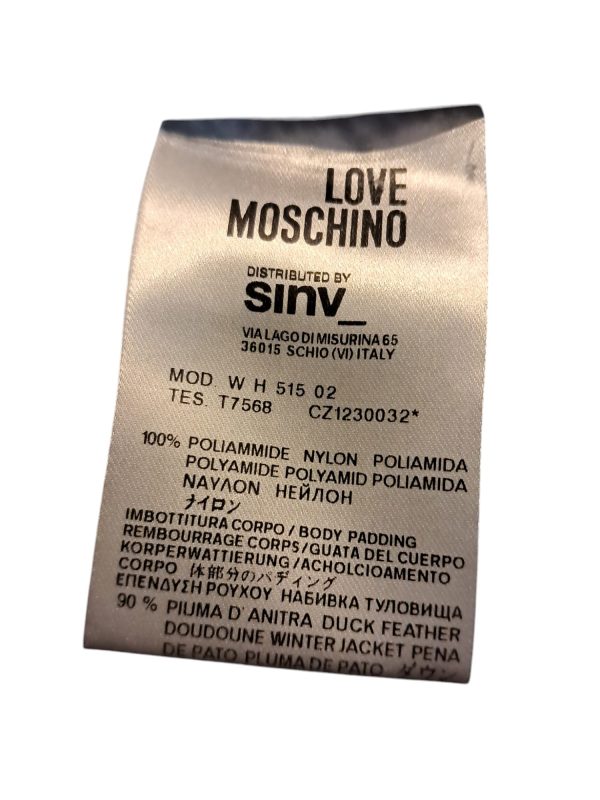 LOVE
MOSCHINO
DISTRIBUTED BY
sinv_
VIA LAGO DI MISURINA 65
36015 SCHIO (VI) ITALY
MOD. W H 515 02
TES. T7568 CZ1230032*
100% POLIAMMIDE NYLON POLIAMIDA
POLYAMIDE POLYAMID POLIAMIDA
ΝΑΥΛΟΝ НЕЙЛОН
ナイロン
IMBOTTITURA CORPO / BODY PADDING
REMBOURRAGE CORPS/GUATA DEL CUERPO
KORPERWATTIERUNG / ACHOLCIOAMENTO
CORPO 体部分のパディング
ΕΠΕΝΔΥΣΗ ΡΟΥΧΟΥ НАБИВКА ТУЛОВИЩА
90 % PIUMA D' ANITRA DUCK FEATHER
DOUDOUNE WINTER JACKET PENA
DE PATO PLUMA DE PATO ダウン